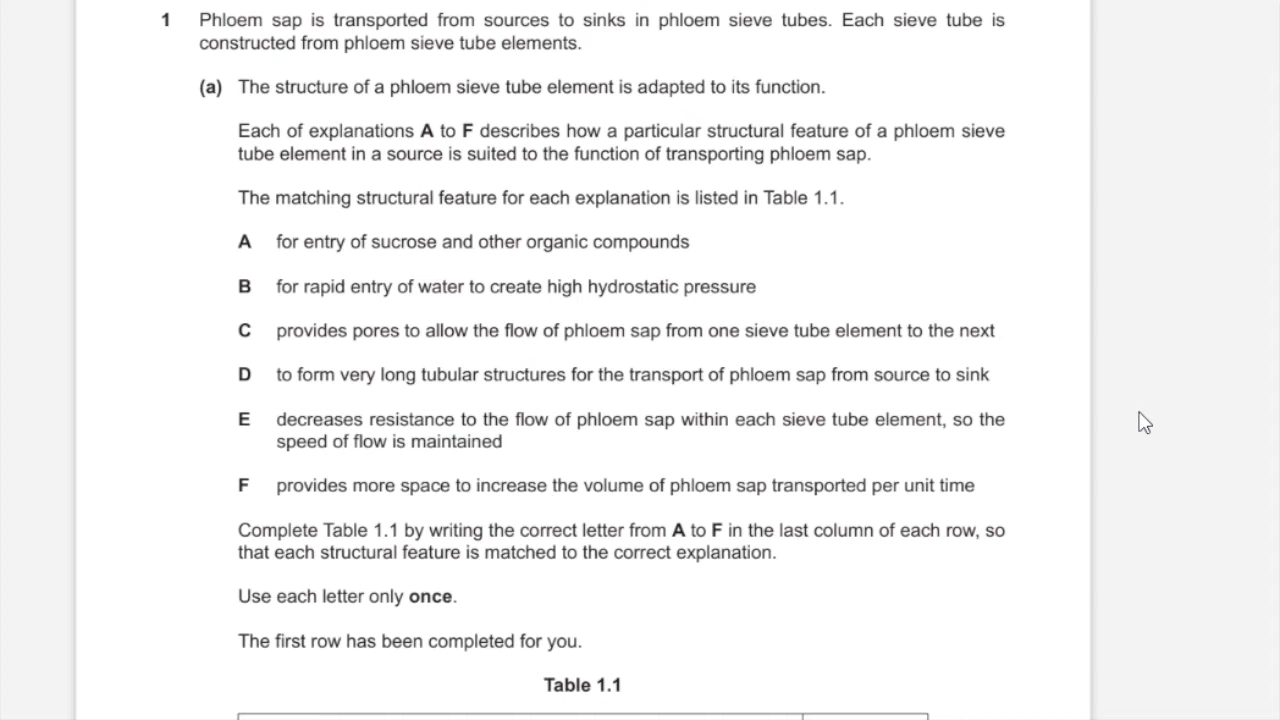 1 Phloem sap is transported from sources to sinks in phloem sieve tubes. Each sieve tube is
constructed from phloem sieve tube elements.
(a) The structure of a phloem sieve tube element is adapted to its function.
Each of explanations A to F describes how a particular structural feature of a phloem sieve
tube element in a source is suited to the function of transporting phloem sap.
The matching structural feature for each explanation is listed in Table 1.1.
A for entry of sucrose and other organic compounds
B for rapid entry of water to create high hydrostatic pressure
C provides pores to allow the flow of phloem sap from one sieve tube element to the next
D to form very long tubular structures for the transport of phloem sap from source to sink
E decreases resistance to the flow of phloem sap within each sieve tube element, so the
speed of flow is maintained
F provides more space to increase the volume of phloem sap transported per unit time
Complete Table 1.1 by writing the correct letter from A to F in the last column of each row, so
that each structural feature is matched to the correct explanation.
Use each letter only once.
The first row has been completed for you.
Table 1.1